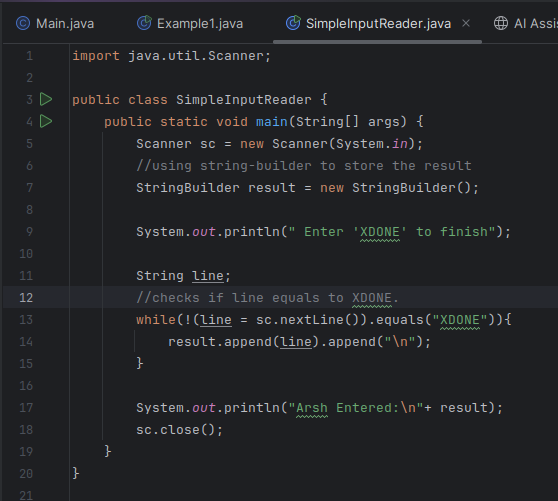 Main.java Example1.java SimpleInputReader.java × AI Assi
1 import java.util.Scanner;
2
3 public class SimpleInputReader {
4 public static void main(String[] args) {
5 Scanner sc = new Scanner(System.in);
6 //using string-builder to store the result
7 StringBuilder result = new StringBuilder();
8
9 System.out.println(" Enter 'XDONE' to finish");
10
11 String line;
12 //checks if line equals to XDONE.
13 while(!(line = sc.nextLine()).equals("XDONE")){
14 result.append(line).append("\n");
15 }
16
17 System.out.println("Arsh Entered:\n"+ result);
18 sc.close();
19 }
20 }
21